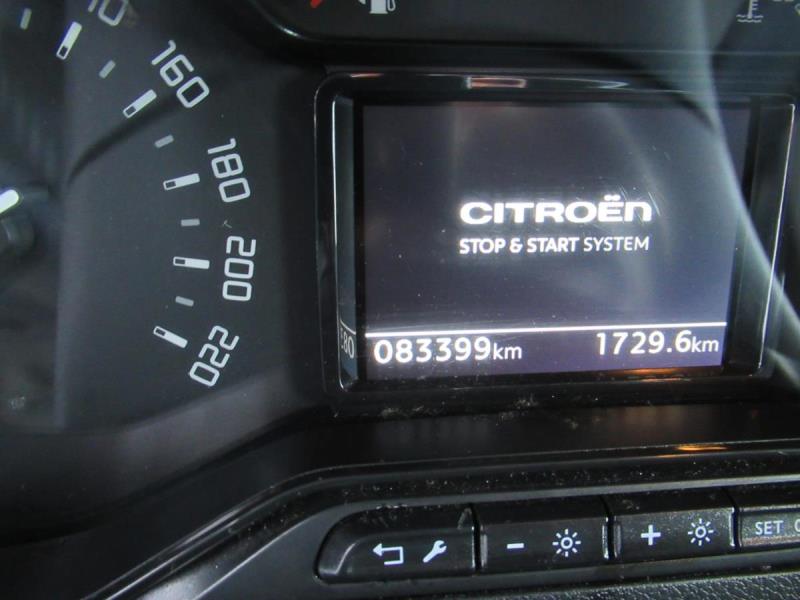 160
180
200
220
CITROËN
STOP & START SYSTEM
083399km 1729.6km
- +
SET